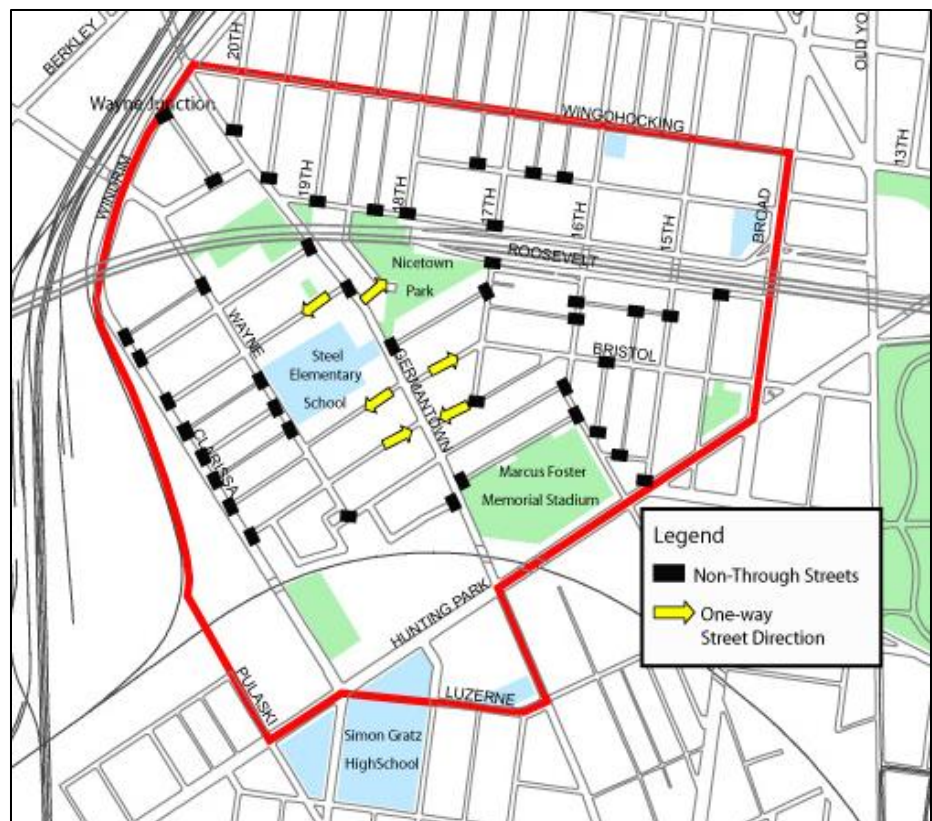 BERKLEY
20TH
OLD YO
Wayne Junction
WINGOHOCKING
13TH
WINDRIM
19TH
18TH
17TH
16TH
15TH
BROAD
ROOSEVELT
Nicetown
Park
WAYNE
BRISTOL
Steel
Elementary
School
GERMANTOWN
CLARISSA
Marcus Foster
Memorial Stadium
Legend
Non-Through Streets
One-way
Street Direction
HUNTING PARK
PULASKI
LUZERNE
Simon Gratz
HighSchool